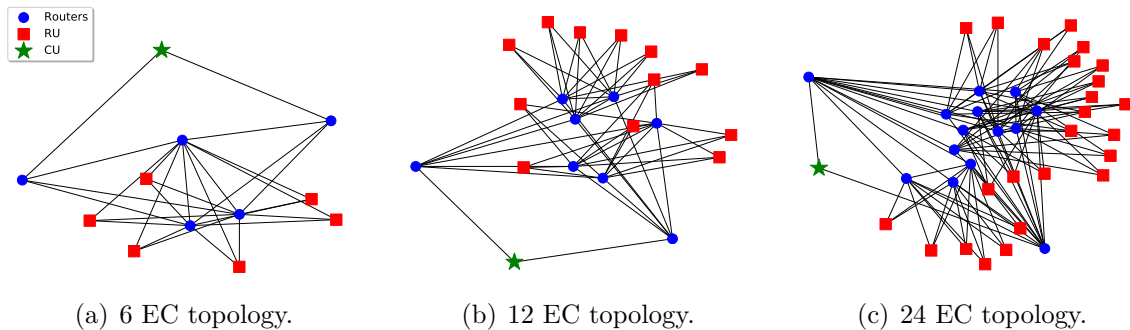 Routers
RU
CU
(a) 6 EC topology.
(b) 12 EC topology.
(c) 24 EC topology.